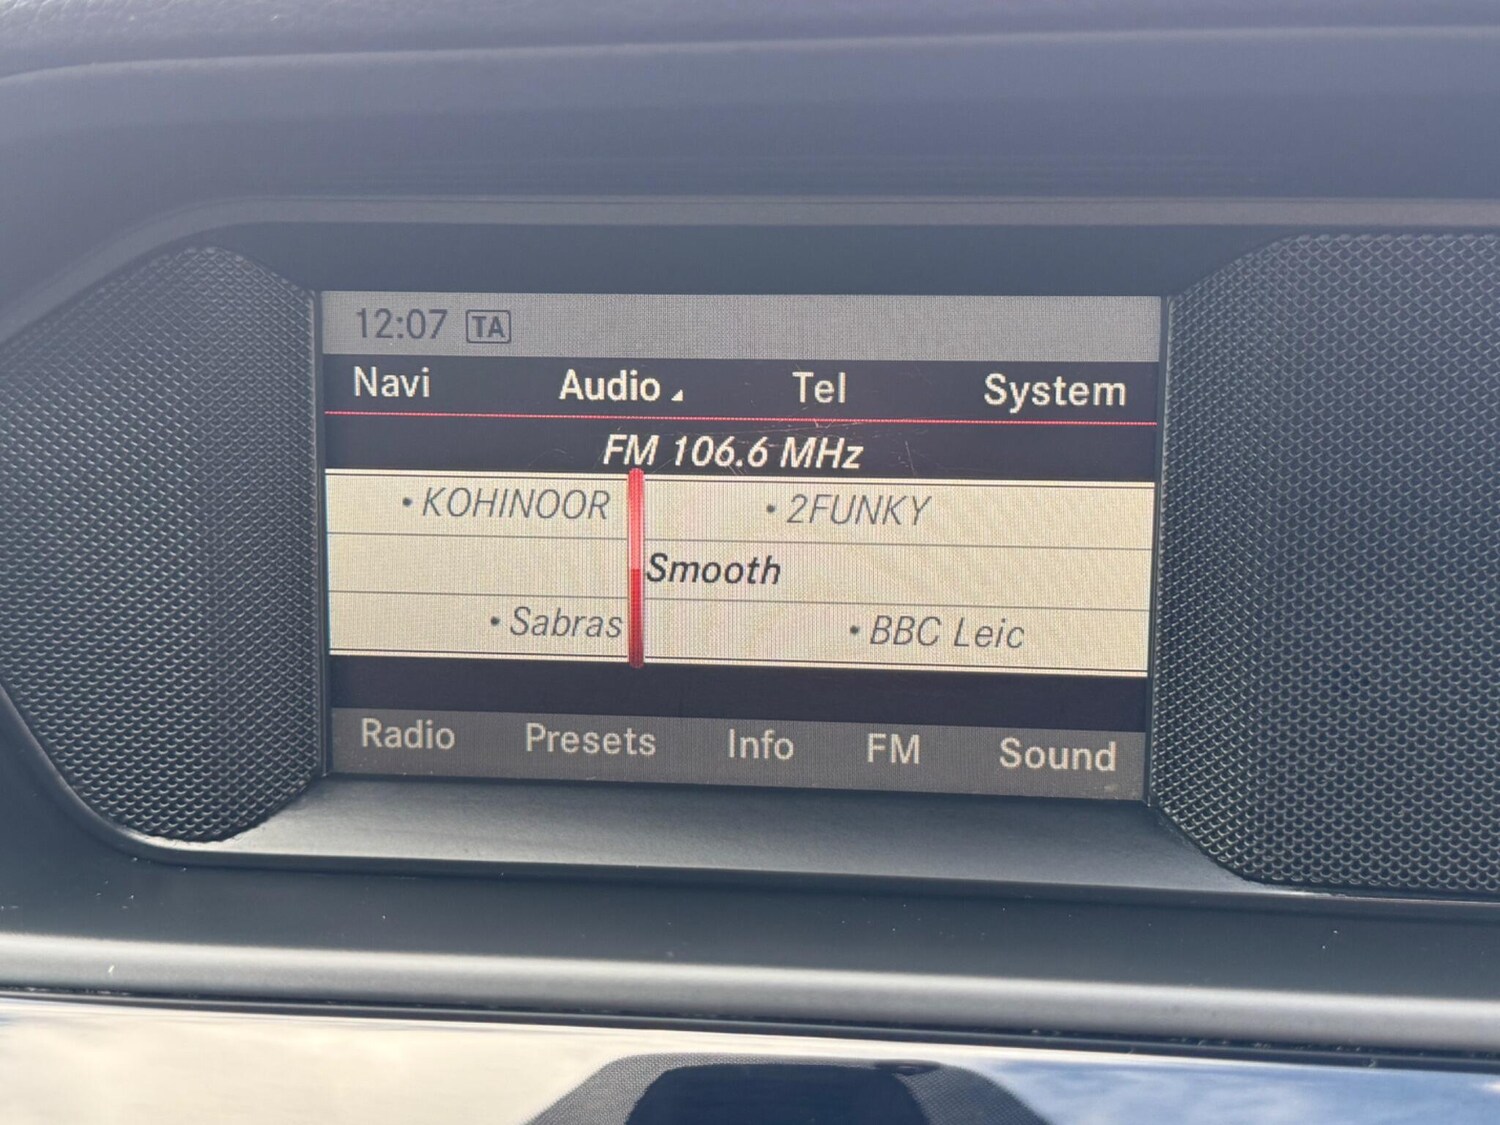 12:07 TA
Navi Audio Tel System
FM 106.6 MHz
• KOHINOOR • 2FUNKY
Smooth
• Sabras • BBC Leic
Radio Presets Info FM Sound